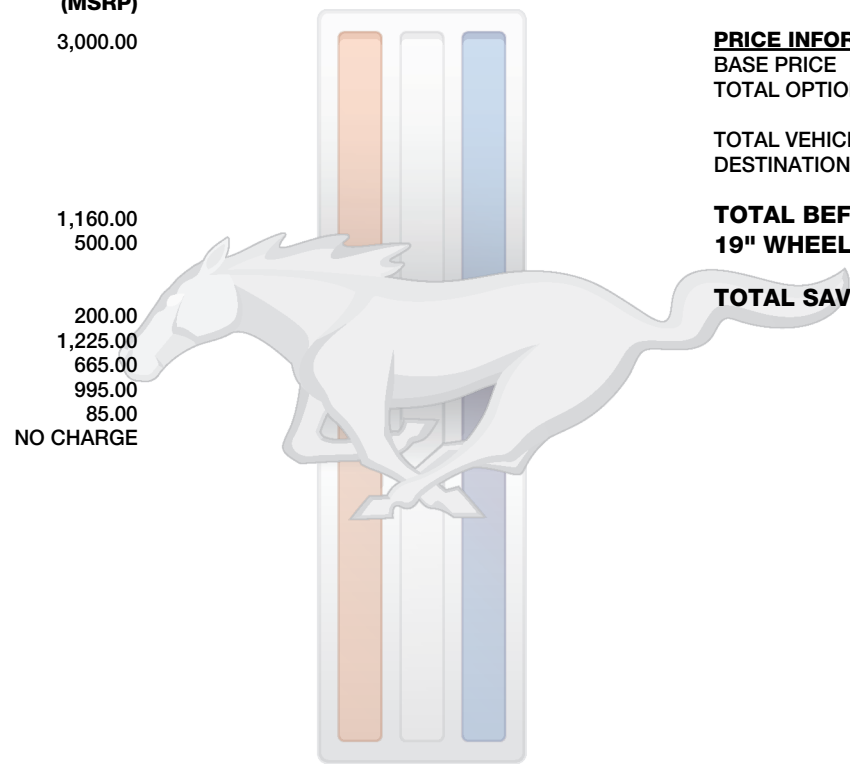 (MSRP)
3,000.00
1,160.00
500.00
200.00
1,225.00
665.00
995.00
85.00
NO CHARGE
PRICE INFOR
BASE PRICE
TOTAL OPTIO
TOTAL VEHICL
DESTINATION
TOTAL BEF
19" WHEEL
TOTAL SAV